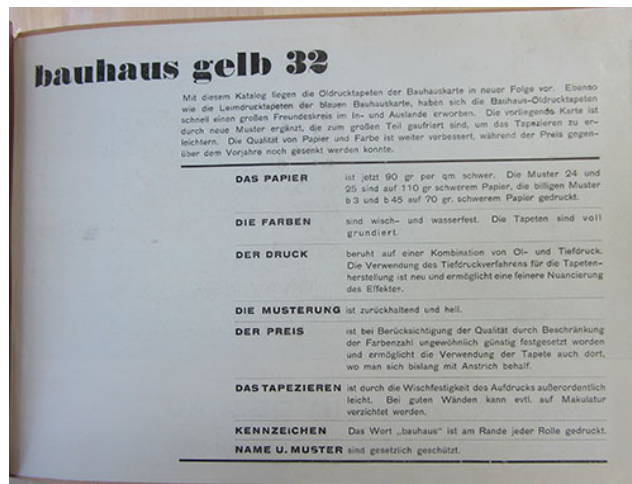 bauhaus gelb 32
Mit diesem Katalog liegen die Öldrucktapeten der Bauhauskarte in neuer Folge vor. Ebenso
wie die Leimdrucktapeten der blauen Bauhauskarte, haben sich die Bauhaus-Öldrucktapeten
schnell einen großen Freundeskreis im In- und Auslande erworben. Die vorliegende Karte ist
durch neue Muster ergänzt, die zum großen Teil gaufriert sind, um das Tapezieren zu er-
leichtern. Die Qualität von Papier und Farbe ist weiter verbessert, während der Preis gegen-
über dem Vorjahre noch gesenkt werden konnte.
DAS PAPIER ist jetzt 90 gr per qm schwer. Die Muster 24 und
25 sind auf 110 gr schwerem Papier, die billigen Muster
b 3 und b 45 auf 70 gr. schwerem Papier gedruckt.
DIE FARBEN sind wisch- und wasserfest. Die Tapeten sind voll
grundiert.
DER DRUCK beruht auf einer Kombination von Öl- und Tiefdruck.
Die Verwendung des Tiefdruckverfahrens für die Tapeten-
herstellung ist neu und ermöglicht eine feinere Nuancierung
des Effektes.
DIE MUSTERUNG ist zurückhaltend und hell.
DER PREIS ist bei Berücksichtigung der Qualität durch Beschränkung
der Farbenzahl ungewöhnlich günstig festgesetzt worden
und ermöglicht die Verwendung der Tapete auch dort,
wo man sich bislang mit Anstrich behalf.
DAS TAPEZIEREN ist durch die Wischfestigkeit des Aufdrucks außerordentlich
leicht. Bei guten Wänden kann evtl. auf Makulatur
verzichtet werden.
KENNZEICHEN Das Wort „bauhaus" ist am Rande jeder Rolle gedruckt.
NAME U. MUSTER sind gesetzlich geschützt.